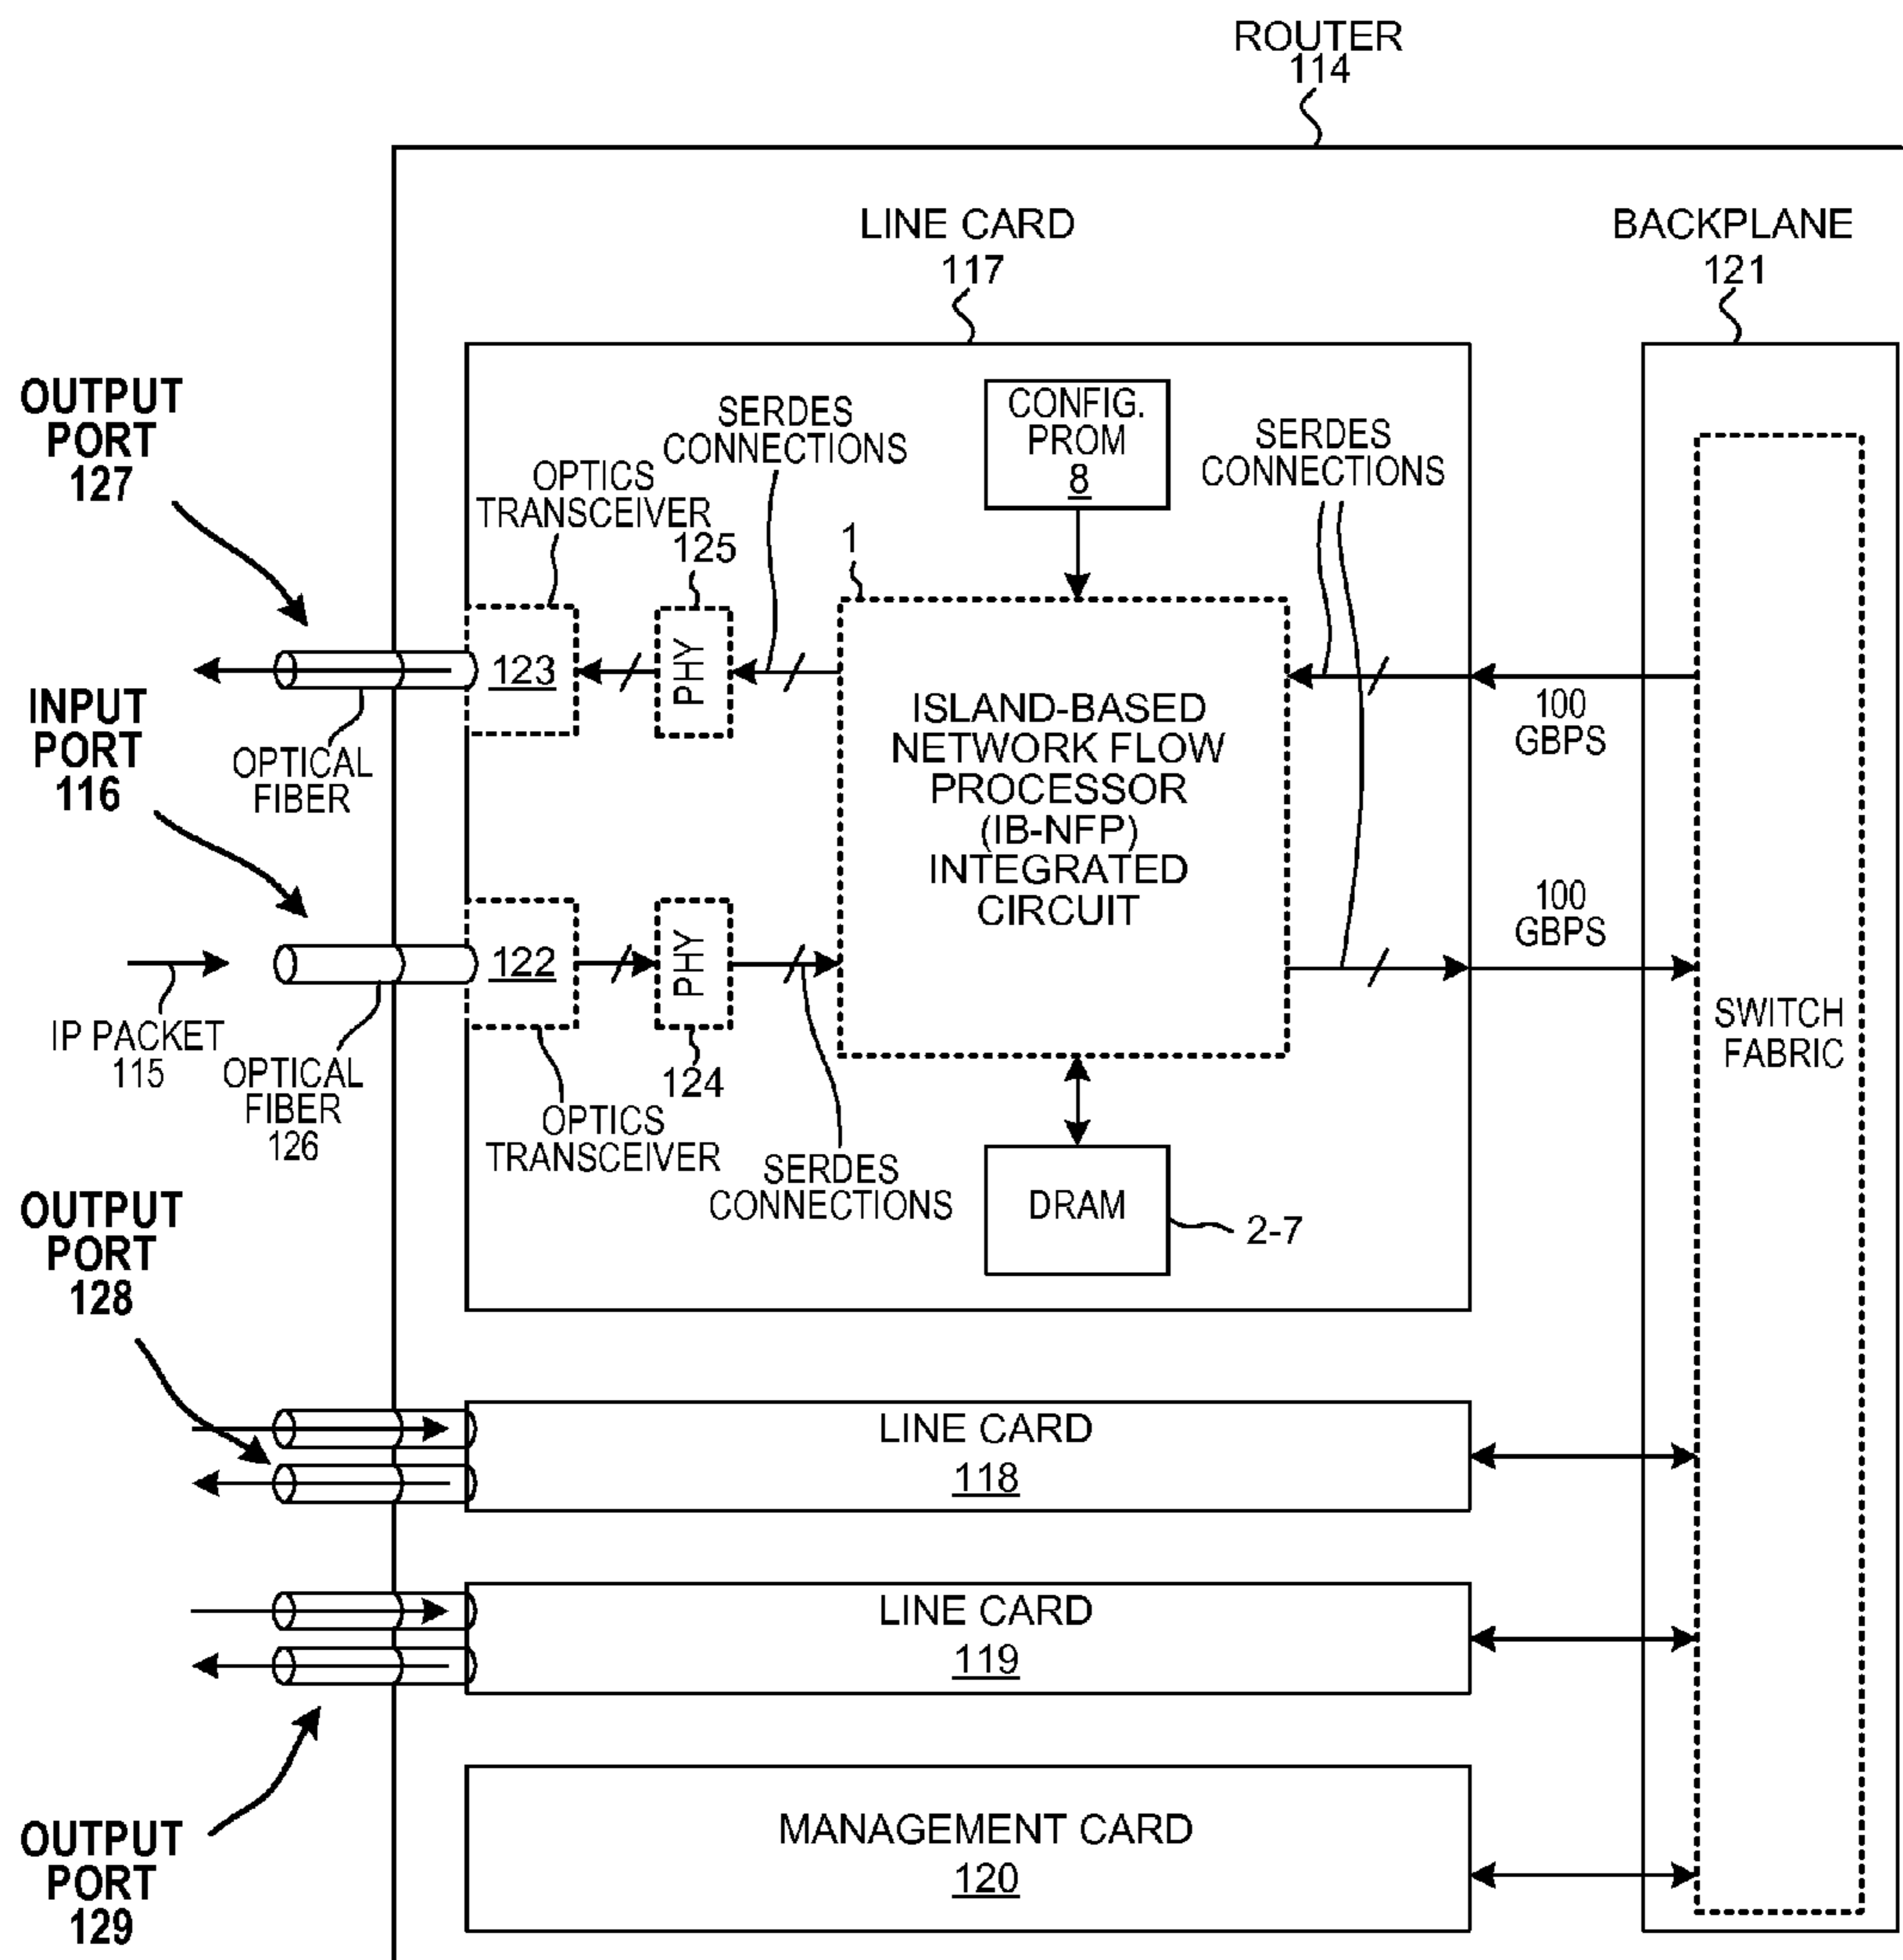 ROUTER
114
LINE CARD
117
BACKPLANE
121
OUTPUT
PORT
127
OPTICS
TRANSCEIVER
125
SERDES
CONNECTIONS
CONFIG.
PROM
8
SERDES
CONNECTIONS
1
123
PHY
OPTICAL
FIBER
INPUT
PORT
116
ISLAND-BASED
NETWORK FLOW
PROCESSOR
(IB-NFP)
INTEGRATED
CIRCUIT
100
GBPS
100
GBPS
122
PHY
IP PACKET
115
OPTICAL
FIBER
126
124
OPTICS
TRANSCEIVER
SERDES
CONNECTIONS
DRAM
2-7
SWITCH
FABRIC
OUTPUT
PORT
128
LINE CARD
118
LINE CARD
119
OUTPUT
PORT
129
MANAGEMENT CARD
120